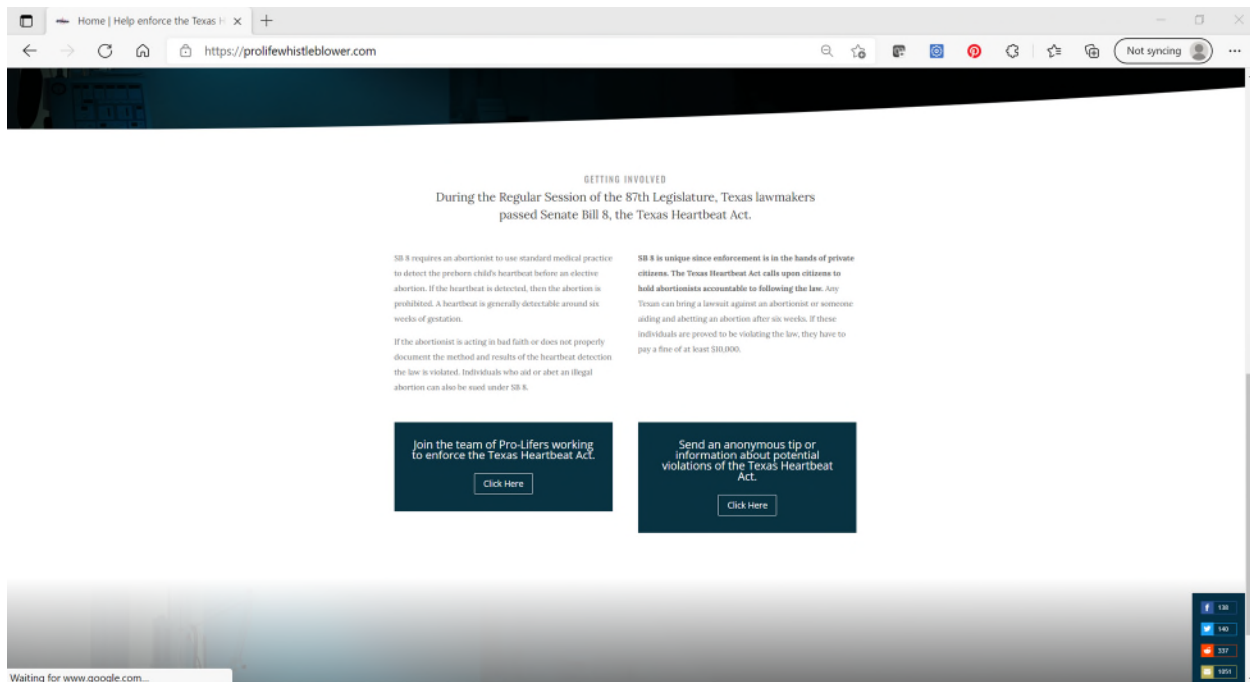 Home | Help enforce the Texas H
https://prolifewhistleblower.com
Not syncing
GETTING INVOLVED
During the Regular Session of the 87th Legislature, Texas lawmakers
passed Senate Bill 8, the Texas Heartbeat Act.
SB 8 requires an abortionist to use standard medical practice
to detect the preborn child's heartbeat before an elective
abortion. If the heartbeat is detected, then the abortion is
prohibited. A heartbeat is generally detectable around six
weeks of gestation.
If the abortionist is acting in bad faith or does not properly
document the method and results of the heartbeat detection
the law is violated. Individuals who aid or abet an illegal
abortion can also be sued under SB 8.
SB 8 is unique since enforcement is in the hands of private
citizens. The Texas Heartbeat Act calls upon citizens to
hold abortionists accountable to following the law. Any
Texan can bring a lawsuit against an abortionist or someone
aiding and abetting an abortion after six weeks. If these
individuals are proved to be violating the law, they have to
pay a fine of at least $10,000.
Join the team of Pro-Lifers working
to enforce the Texas Heartbeat Act.
Click Here
Send an anonymous tip or
information about potential
violations of the Texas Heartbeat
Act.
Click Here
138
140
337
1051
Waiting for www.google.com...